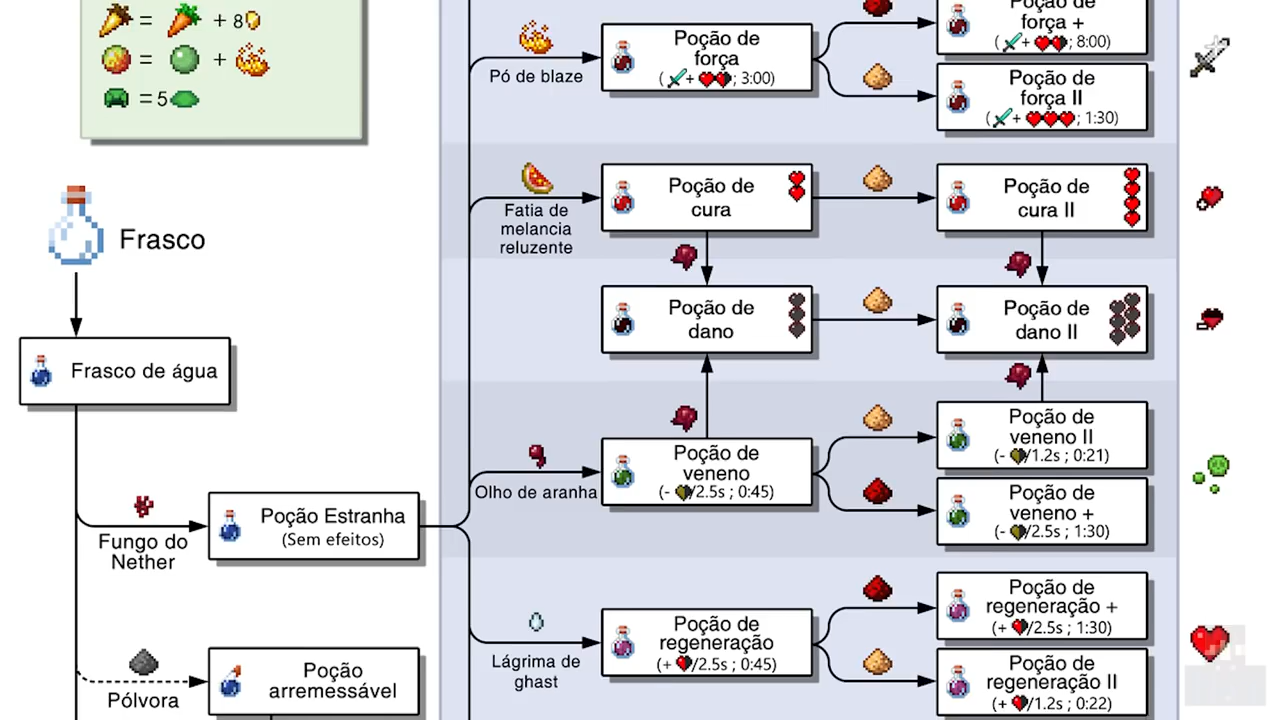 = + 8
= +
= 5
Frasco
Frasco de água
Fungo do
Nether
Poção Estranha
(Sem efeitos)
Pólvora
Poção
arremessável
Pó de blaze
Poção de
força
( + ; 3:00)
Poção de
força +
( + ; 8:00)
Poção de
força II
( + ; 1:30)
Fatia de
melancia
reluzente
Poção de
cura
Poção de
cura II
Poção de
dano
Poção de
dano II
Olho de aranha
Poção de
veneno
(- /2.5s ; 0:45)
Poção de
veneno II
(- /1.2s ; 0:21)
Poção de
veneno +
(- /2.5s ; 1:30)
Lágrima de
ghast
Poção de
regeneração
(+ /2.5s ; 0:45)
Poção de
regeneração +
(+ /2.5s ; 1:30)
Poção de
regeneração II
(+ /1.2s ; 0:22)